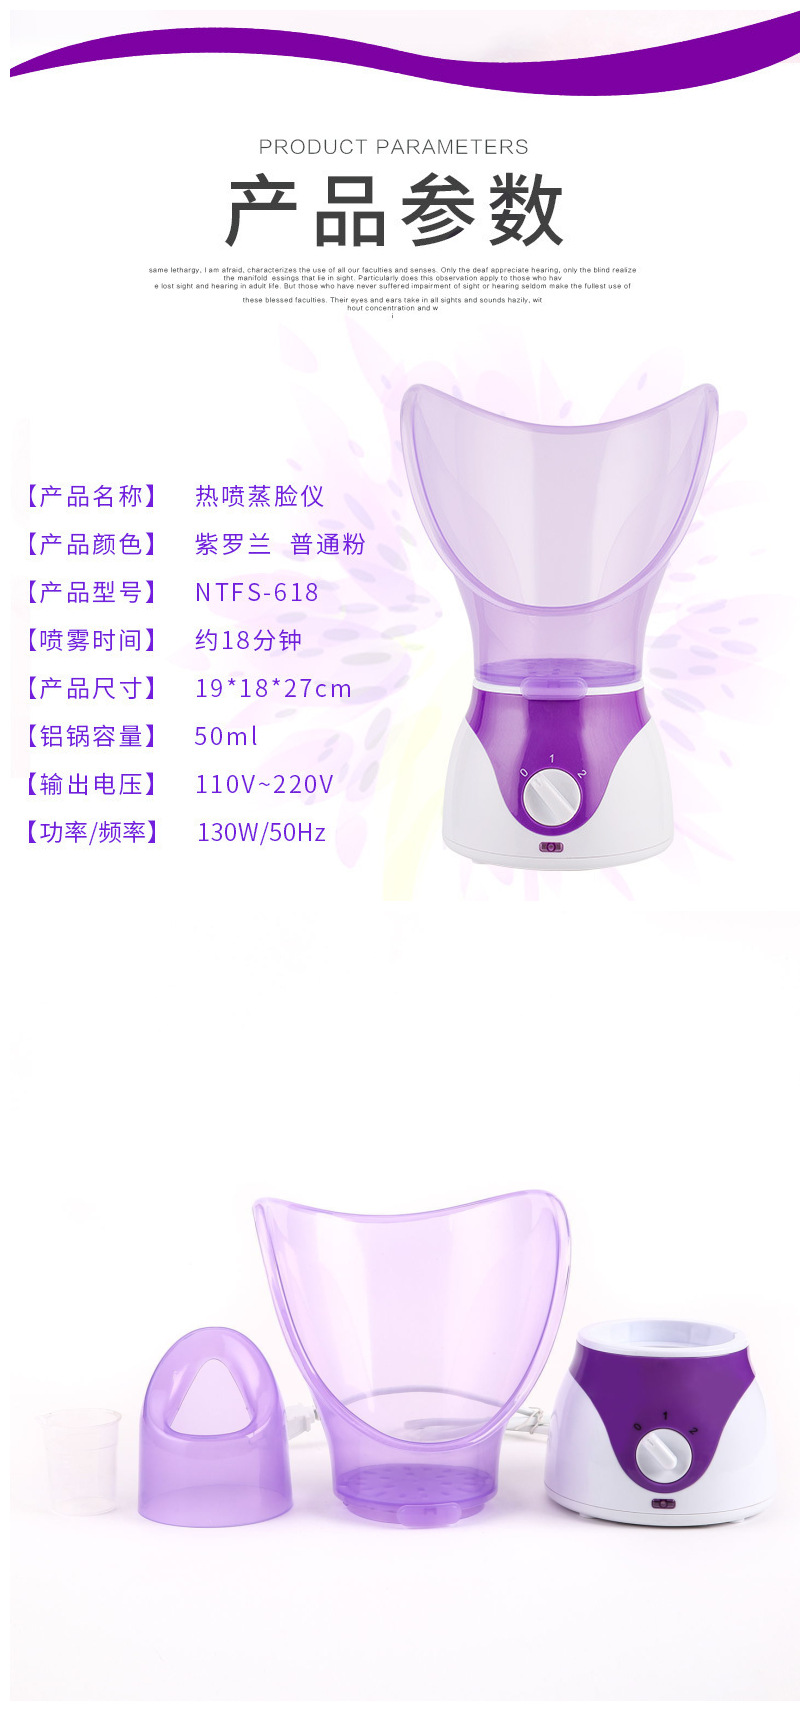 PRODUCT PARAMETERS
产品参数
same lethargy, I am afraid, characterizes the use of all our faculties and senses. Only the deaf appreciate hearing, only the blind realize
the manifold essings that lie in sight. Particularly does this observation apply to those who hav
e lost sight and hearing in adult life. But those who have never suffered impairment of sight or hearing seldom make the fullest use of
these blessed faculties. Their eyes and ears take in all sights and sounds hazily, wit
hout concentration and w
i
【产品名称】 热喷蒸脸仪
【产品颜色】 紫罗兰 普通粉
【产品型号】 NTFS-618
【喷雾时间】 约18分钟
【产品尺寸】 19*18*27cm
【铝锅容量】 50ml
【输出电压】 110V~220V
【功率/频率】 130W/50Hz
0 1 2
0 1 2